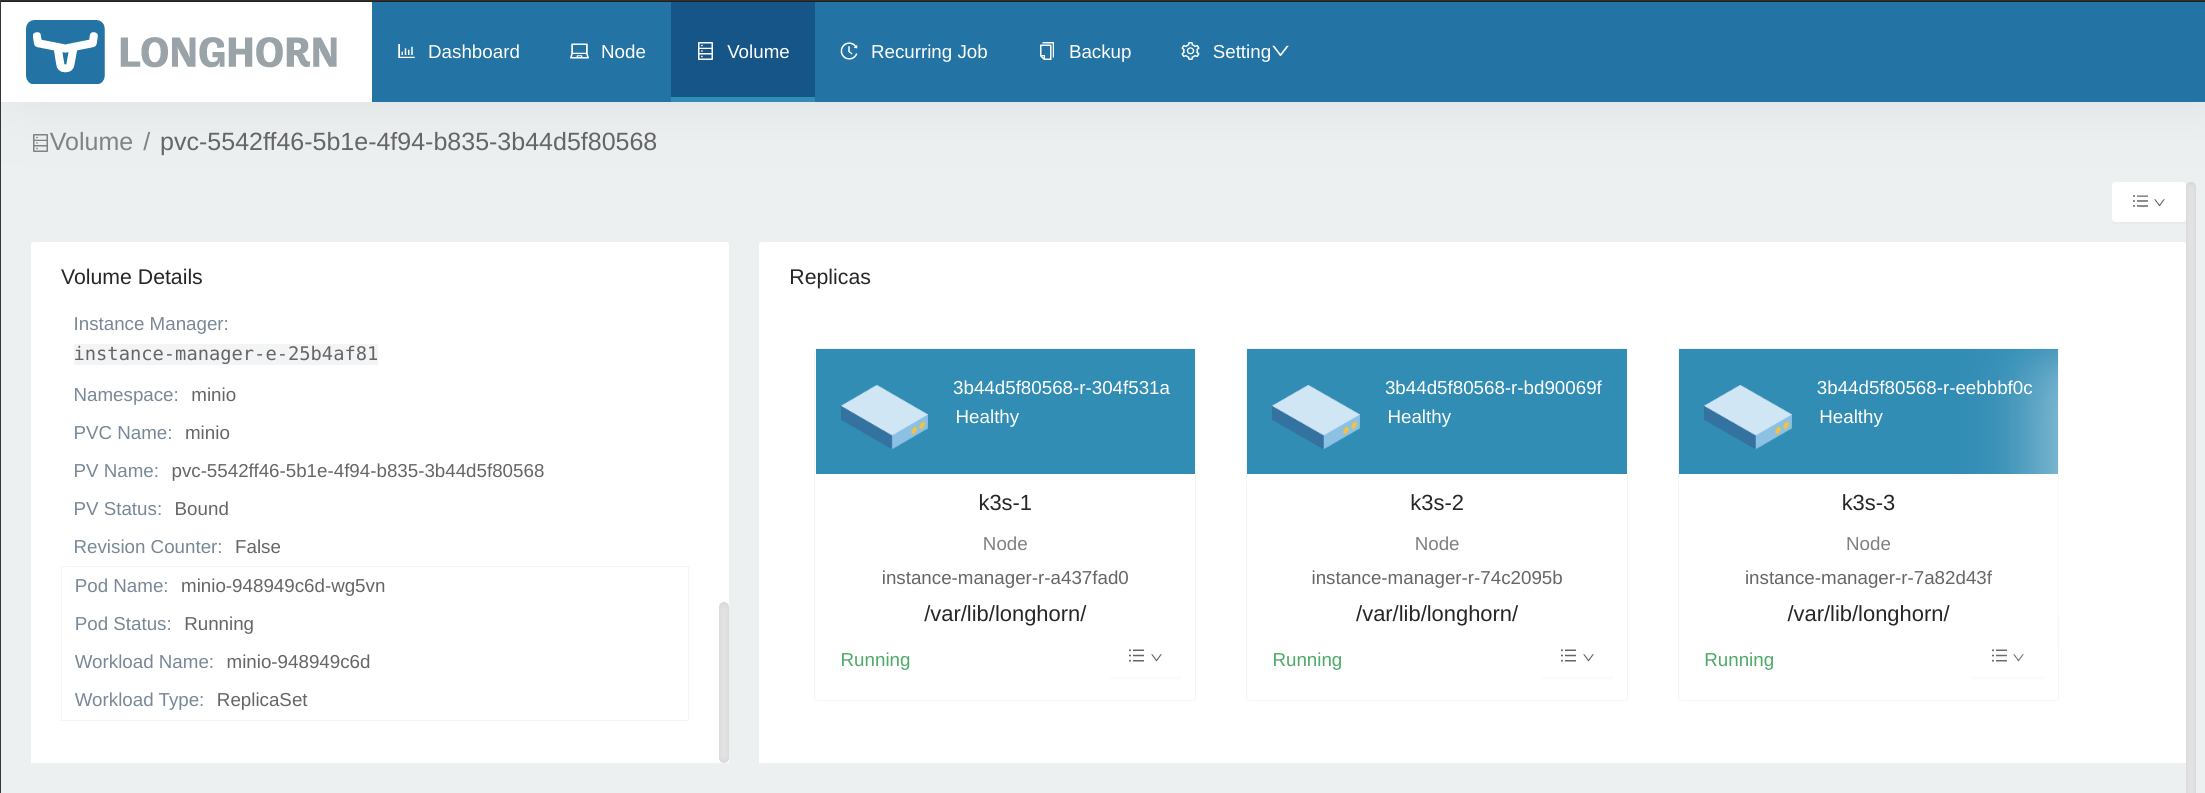 LONGHORN
Dashboard
Node
Volume
Recurring Job
Backup
Setting
Volume / pvc-5542ff46-5b1e-4f94-b835-3b44d5f80568
Volume Details
Instance Manager:
instance-manager-e-25b4af81
Namespace: minio
PVC Name: minio
PV Name: pvc-5542ff46-5b1e-4f94-b835-3b44d5f80568
PV Status: Bound
Revision Counter: False
Pod Name: minio-948949c6d-wg5vn
Pod Status: Running
Workload Name: minio-948949c6d
Workload Type: ReplicaSet
Replicas
3b44d5f80568-r-304f531a
Healthy
k3s-1
Node
instance-manager-r-a437fad0
/var/lib/longhorn/
Running
3b44d5f80568-r-bd90069f
Healthy
k3s-2
Node
instance-manager-r-74c2095b
/var/lib/longhorn/
Running
3b44d5f80568-r-eebbbf0c
Healthy
k3s-3
Node
instance-manager-r-7a82d43f
/var/lib/longhorn/
Running